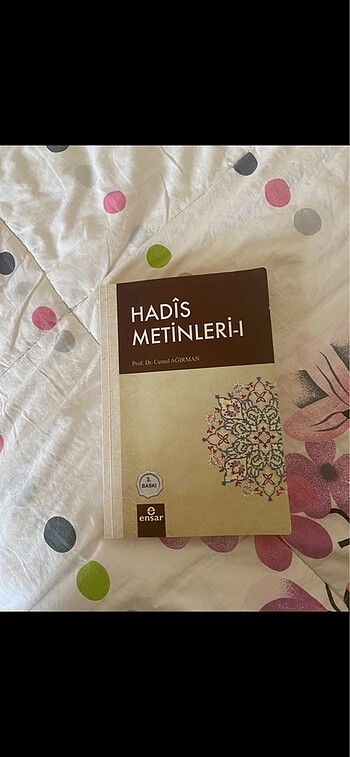 HADÎS
METİNLERİ-I
Prof. Dr. Cemal AĞIRMAN
3.
BASKI
ensar